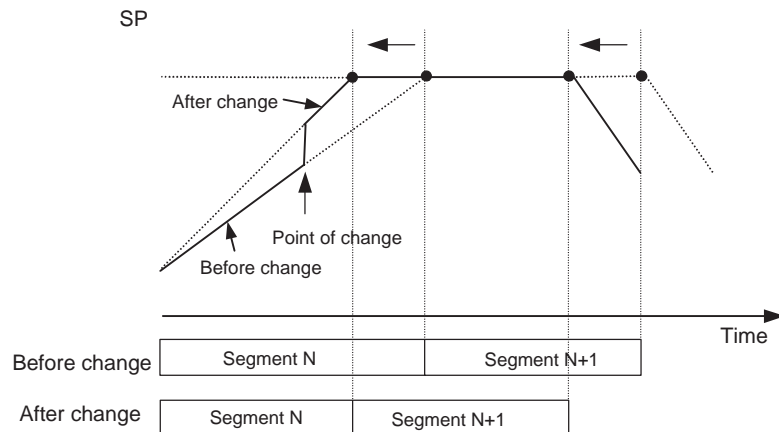 SP
After change
Point of change
Before change
Time
Before change Segment N Segment N+1
After change Segment N Segment N+1